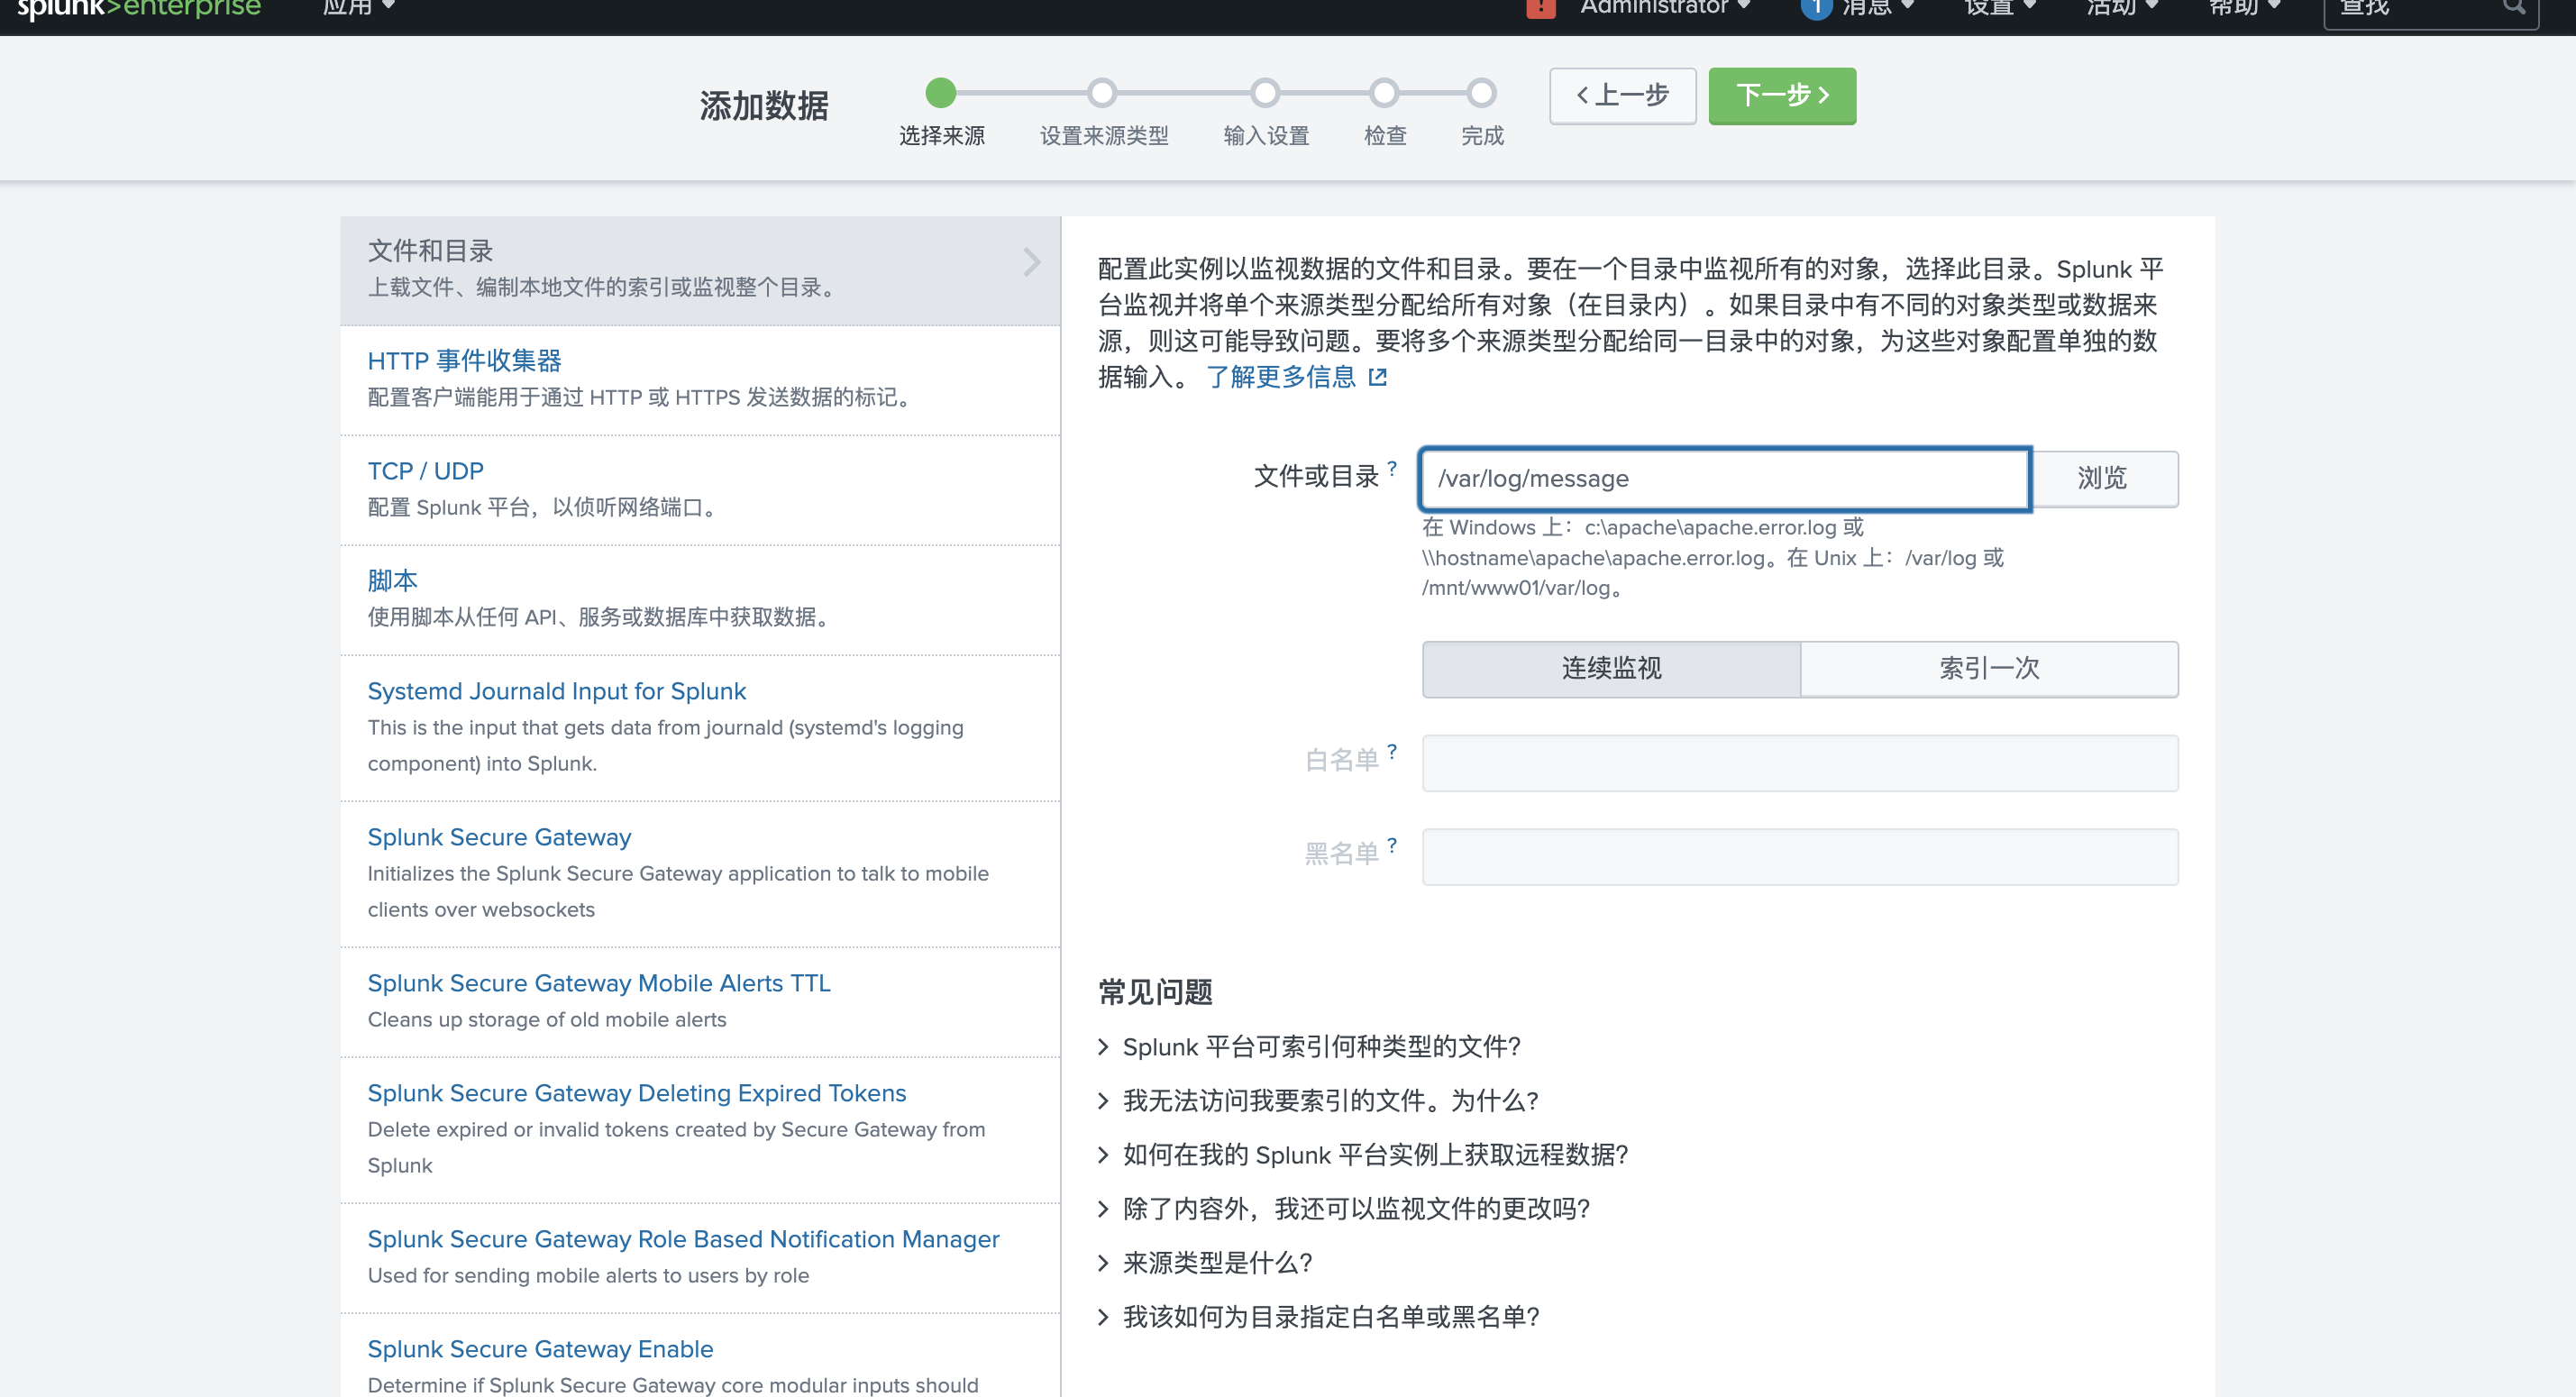 splunk>enterprise
应用
!
Administrator
1
消息
设置
活动
帮助
查找
添加数据
选择来源
设置来源类型
输入设置
检查
完成
上一步
下一步
文件和目录
上载文件、编制本地文件的索引或监视整个目录。
HTTP 事件收集器
配置客户端能用于通过 HTTP 或 HTTPS 发送数据的标记。
TCP / UDP
配置 Splunk 平台，以侦听网络端口。
脚本
使用脚本从任何 API、服务或数据库中获取数据。
Systemd Journald Input for Splunk
This is the input that gets data from journald (systemd's logging
component) into Splunk.
Splunk Secure Gateway
Initializes the Splunk Secure Gateway application to talk to mobile
clients over websockets
Splunk Secure Gateway Mobile Alerts TTL
Cleans up storage of old mobile alerts
Splunk Secure Gateway Deleting Expired Tokens
Delete expired or invalid tokens created by Secure Gateway from
Splunk
Splunk Secure Gateway Role Based Notification Manager
Used for sending mobile alerts to users by role
Splunk Secure Gateway Enable
Determine if Splunk Secure Gateway core modular inputs should
配置此实例以监视数据的文件和目录。要在一个目录中监视所有的对象，选择此目录。Splunk 平
台监视并将单个来源类型分配给所有对象（在目录内）。如果目录中有不同的对象类型或数据来
源，则这可能导致问题。要将多个来源类型分配给同一目录中的对象，为这些对象配置单独的数
据输入。 了解更多信息
文件或目录 ?
/var/log/message
浏览
在 Windows 上：c:\apache\apache.error.log 或
\\hostname\apache\apache.error.log。在 Unix 上：/var/log 或
/mnt/www01/var/log。
连续监视
索引一次
白名单 ?
黑名单 ?
常见问题
Splunk 平台可索引何种类型的文件?
我无法访问我要索引的文件。为什么?
如何在我的 Splunk 平台实例上获取远程数据?
除了内容外，我还可以监视文件的更改吗?
来源类型是什么?
我该如何为目录指定白名单或黑名单?